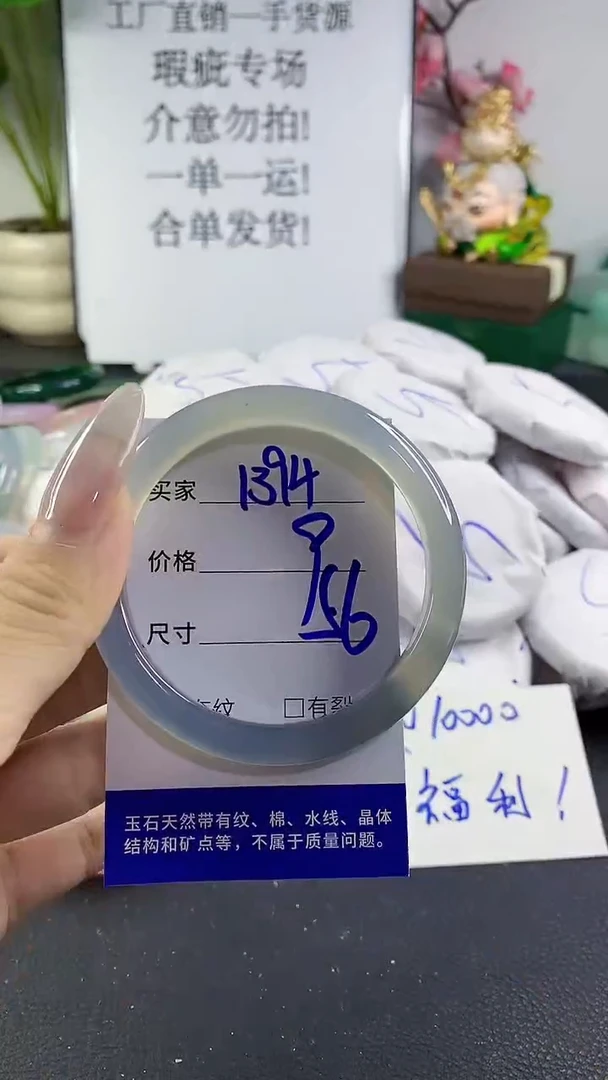 工厂直销一手货源
瑕疵专场
介意勿拍!
一单一运!
合单发货!
买家 1394
价格
尺寸 56
有纹 □有裂
10000
福利!
玉石天然带有纹、棉、水线、晶体
结构和矿点等，不属于质量问题。